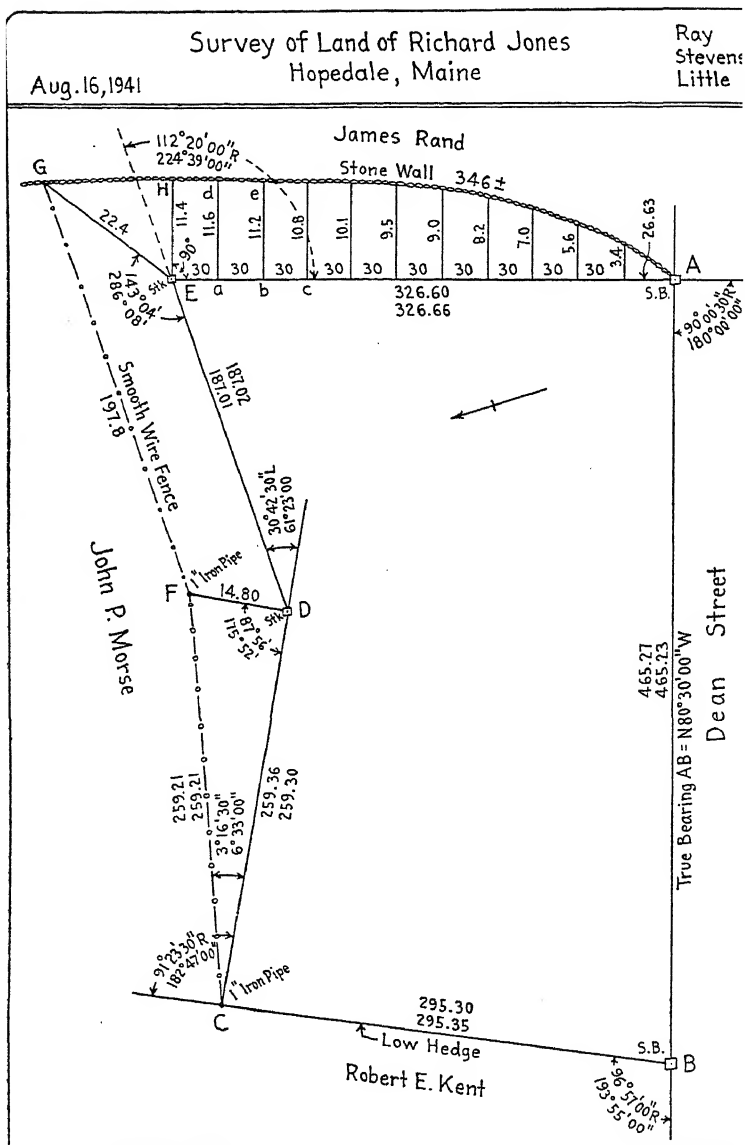 Survey of Land of Richard Jones
Hopedale, Maine
Aug. 16, 1941
Ray
Stevens
Little
James Rand
112°20'00"R
224°39'00"
Stone Wall
346±
G
H
d
e
22.4
11.4
11.6
11.2
10.8
10.1
9.5
9.0
8.2
7.0
5.6
3.4
26.63
90°
A
30
30
30
30
30
30
30
30
30
30
Stk
E
a
b
c
S.B.
326.60
326.66
143°04'
286°08'
90°00'30"R
180°00'00"
187.02
187.01
Smooth Wire Fence
197.8
30°42'30"L
61°23'00
John P. Morse
F
1" Iron Pipe
14.80
Stk
D
87°56'
175°52'
465.27
465.23
True Bearing AB = N80°30'00"W
Dean Street
259.21
259.21
3°16'30"
6°33'00"
259.36
259.30
91°23'30"R
182°47'00"
1" Iron Pipe
C
295.30
295.35
Low Hedge
S.B.
B
Robert E. Kent
96°57'00"R
193°55'00"